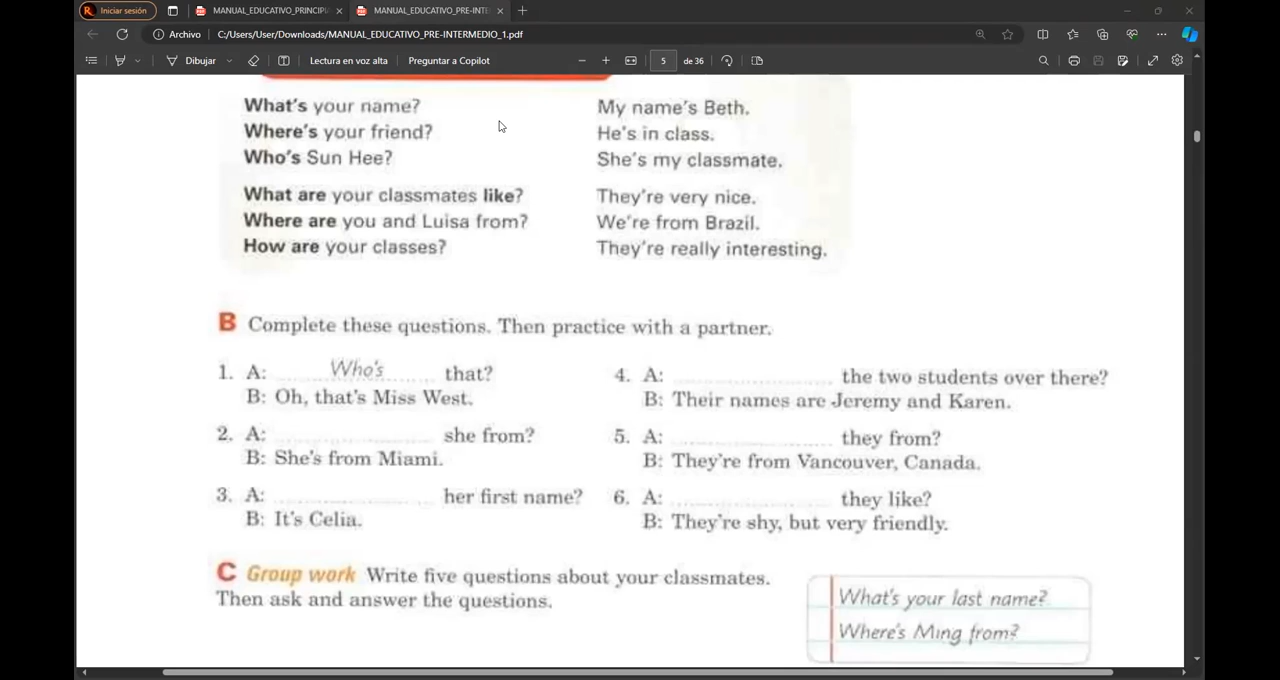 Iniciar sesión
MANUAL_EDUCATIVO_PRINCIPI
MANUAL_EDUCATIVO_PRE-INTE
Archivo
C:/Users/User/Downloads/MANUAL_EDUCATIVO_PRE-INTERMEDIO_1.pdf
Dibujar
Lectura en voz alta
Preguntar a Copilot
5
de 36
What's your name?
My name's Beth.
Where's your friend?
He's in class.
Who's Sun Hee?
She's my classmate.
What are your classmates like?
They're very nice.
Where are you and Luisa from?
We're from Brazil.
How are your classes?
They're really interesting.
B Complete these questions. Then practice with a partner.
1. A: Who's that?
B: Oh, that's Miss West.
2. A: she from?
B: She's from Miami.
3. A: her first name?
B: It's Celia.
4. A: the two students over there?
B: Their names are Jeremy and Karen.
5. A: they from?
B: They're from Vancouver, Canada.
6. A: they like?
B: They're shy, but very friendly.
C Group work Write five questions about your classmates.
Then ask and answer the questions.
What's your last name?
Where's Ming from?